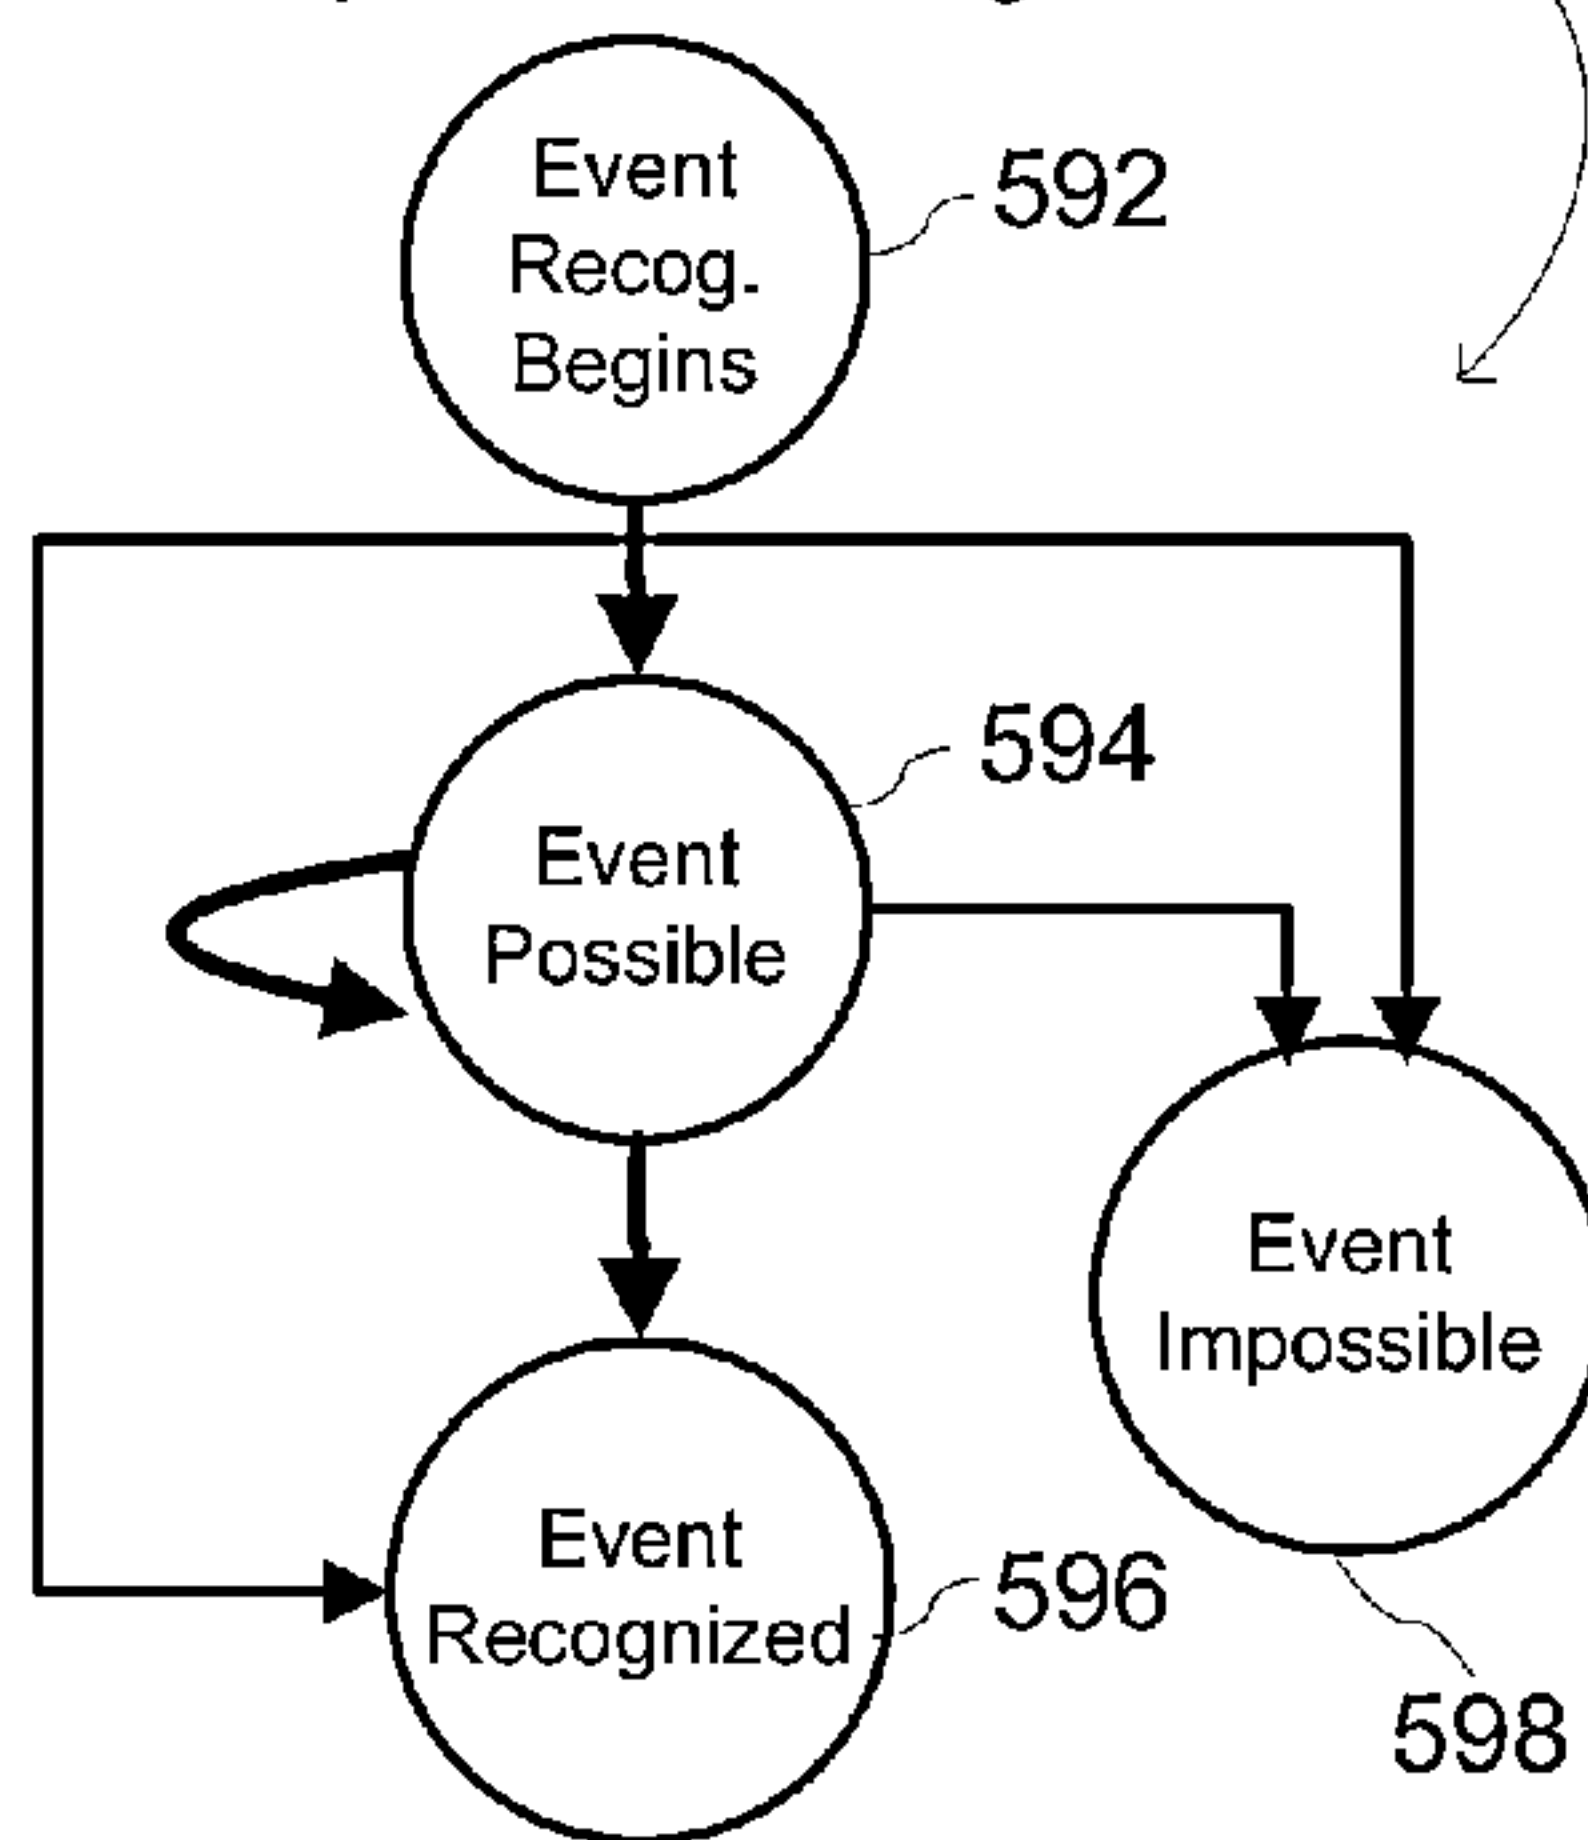 Event
Recog.
Begins
592
594
Event
Possible
Event
Impossible
Event
Recognized
596
598